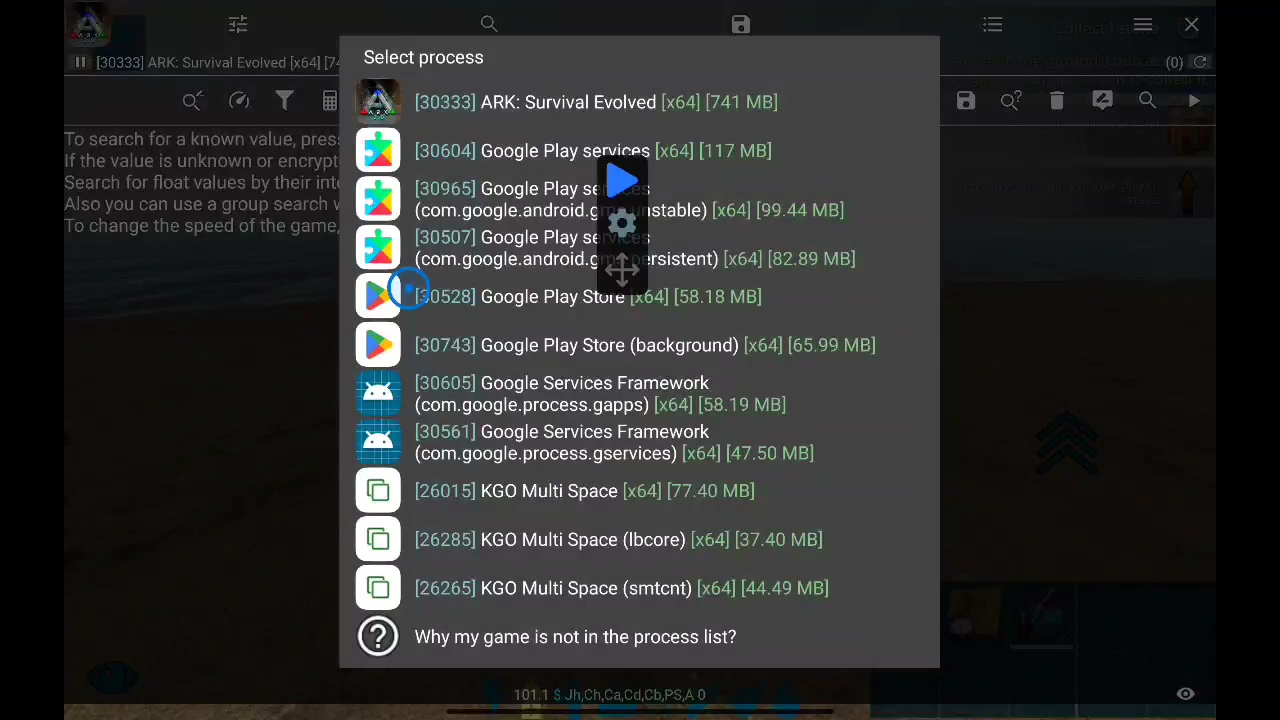 Select process
[30333] ARK: Survival Evolved [x64] [74
(0)
[30333] ARK: Survival Evolved [x64] [741 MB]
To search for a known value, pres
[30604] Google Play services [x64] [117 MB]
If the value is unknown or encrypt
Search for float values by their inte
[30965] Google Play services
(com.google.android.gms.unstable) [x64] [99.44 MB]
Also you can use a group search w
To change the speed of the game,
[30507] Google Play services
(com.google.android.gms.persistent) [x64] [82.89 MB]
[30528] Google Play Store [x64] [58.18 MB]
[30743] Google Play Store (background) [x64] [65.99 MB]
[30605] Google Services Framework
(com.google.process.gapps) [x64] [58.19 MB]
[30561] Google Services Framework
(com.google.process.gservices) [x64] [47.50 MB]
[26015] KGO Multi Space [x64] [77.40 MB]
[26285] KGO Multi Space (lbcore) [x64] [37.40 MB]
[26265] KGO Multi Space (smtcnt) [x64] [44.49 MB]
Why my game is not in the process list?
101.1 $ Jh,Ch,Ca,Cd,Cb,PS,A 0